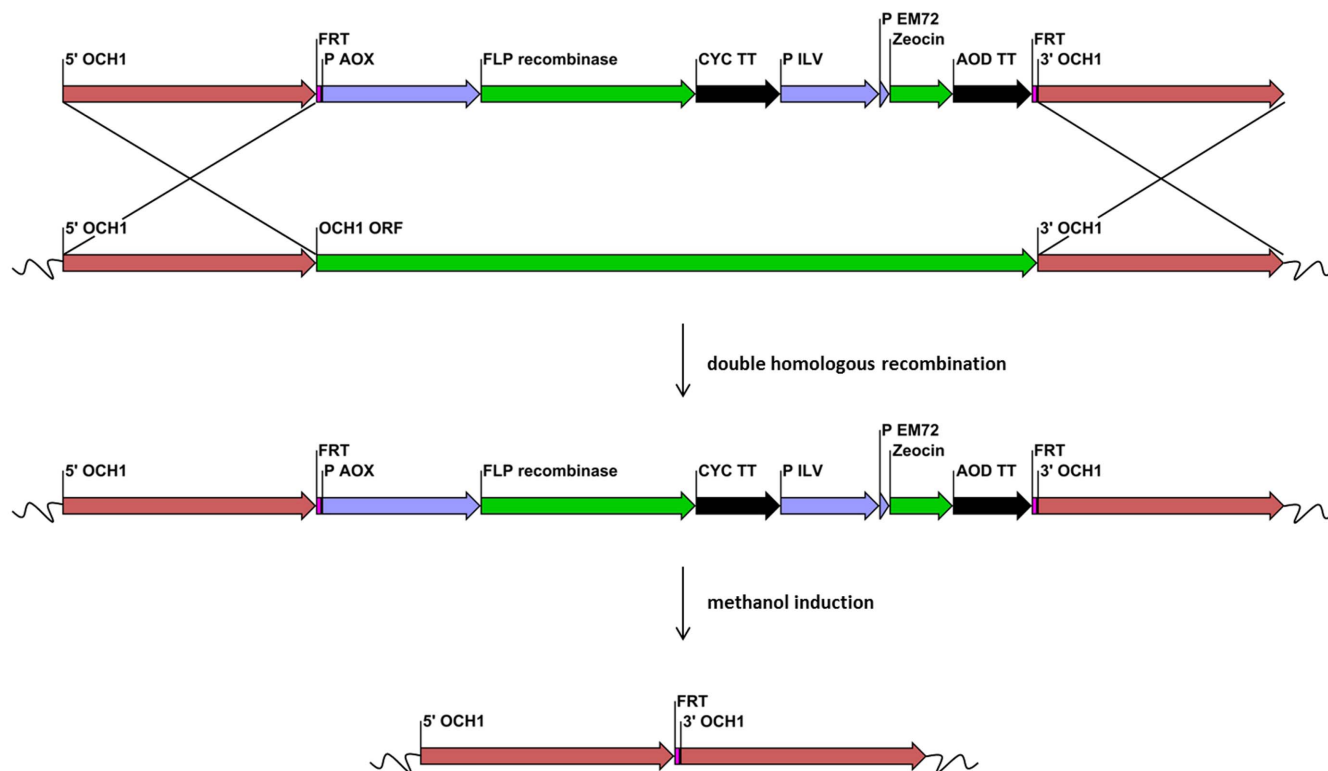 P EM72
FRT Zeocin FRT
5' OCH1 P AOX FLP recombinase CYC TT P ILV AOD TT 3' OCH1
5' OCH1 OCH1 ORF 3' OCH1
double homologous recombination
P EM72
FRT Zeocin FRT
5' OCH1 P AOX FLP recombinase CYC TT P ILV AOD TT 3' OCH1
methanol induction
FRT
5' OCH1 3' OCH1